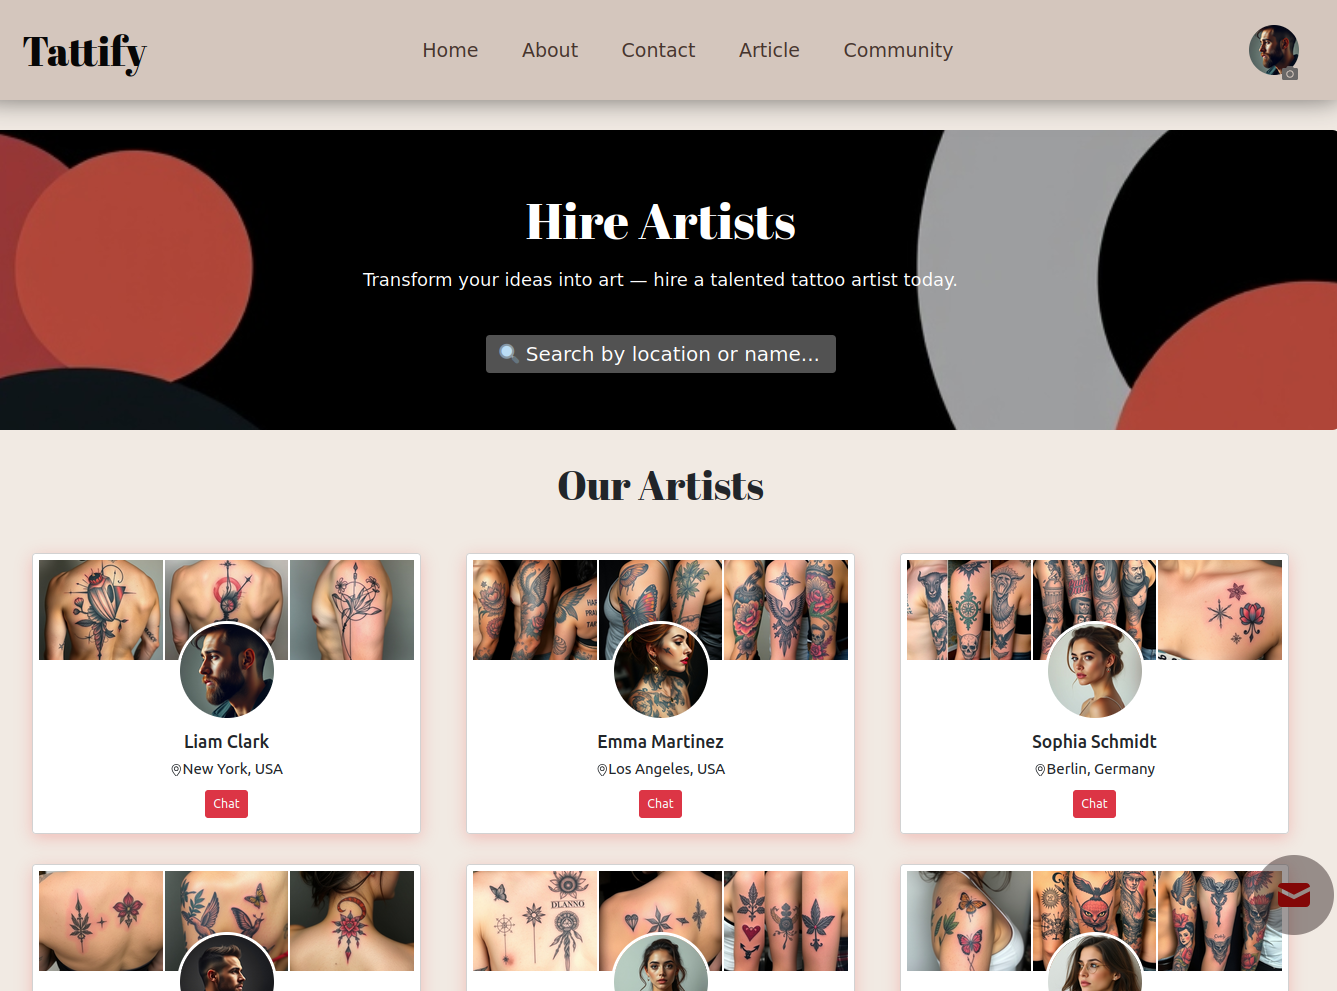 Tattify
Home About Contact Article Community
Hire Artists
Transform your ideas into art — hire a talented tattoo artist today.
🔍 Search by location or name...
Our Artists
Liam Clark
New York, USA
Chat
Emma Martinez
Los Angeles, USA
Chat
Sophia Schmidt
Berlin, Germany
Chat
DLANNO